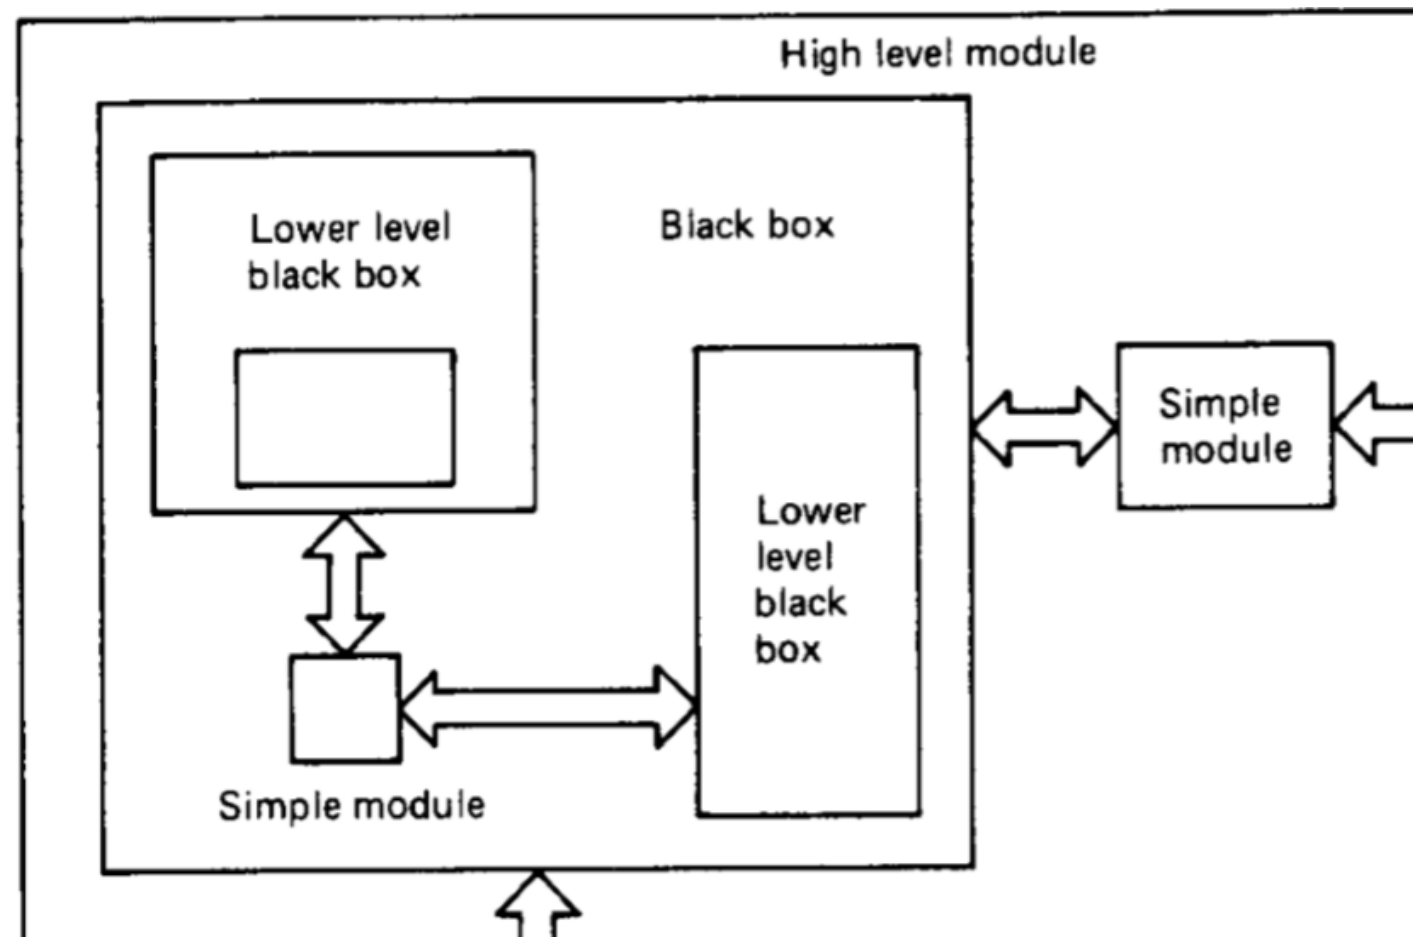 High level module
Lower level
black box
Black box
Simple
module
Lower
level
black
box
Simple module